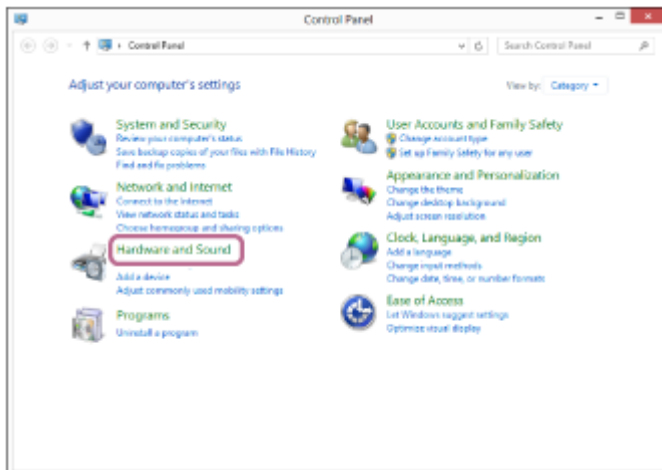 Control Panel
Control Panel
Search Control Panel
Adjust your computer's settings
View by: Category
System and Security
Review your computer's status
Save backup copies of your files with File History
Find and fix problems
Network and Internet
Connect to the Internet
View network status and tasks
Choose homegroup and sharing options
Hardware and Sound
Add a device
Adjust commonly used mobility settings
Programs
Uninstall a program
User Accounts and Family Safety
Change account type
Set up Family Safety for any user
Appearance and Personalization
Change the theme
Change desktop background
Adjust screen resolution
Clock, Language, and Region
Add a language
Change input methods
Change date, time, or number formats
Ease of Access
Let Windows suggest settings
Optimize visual display